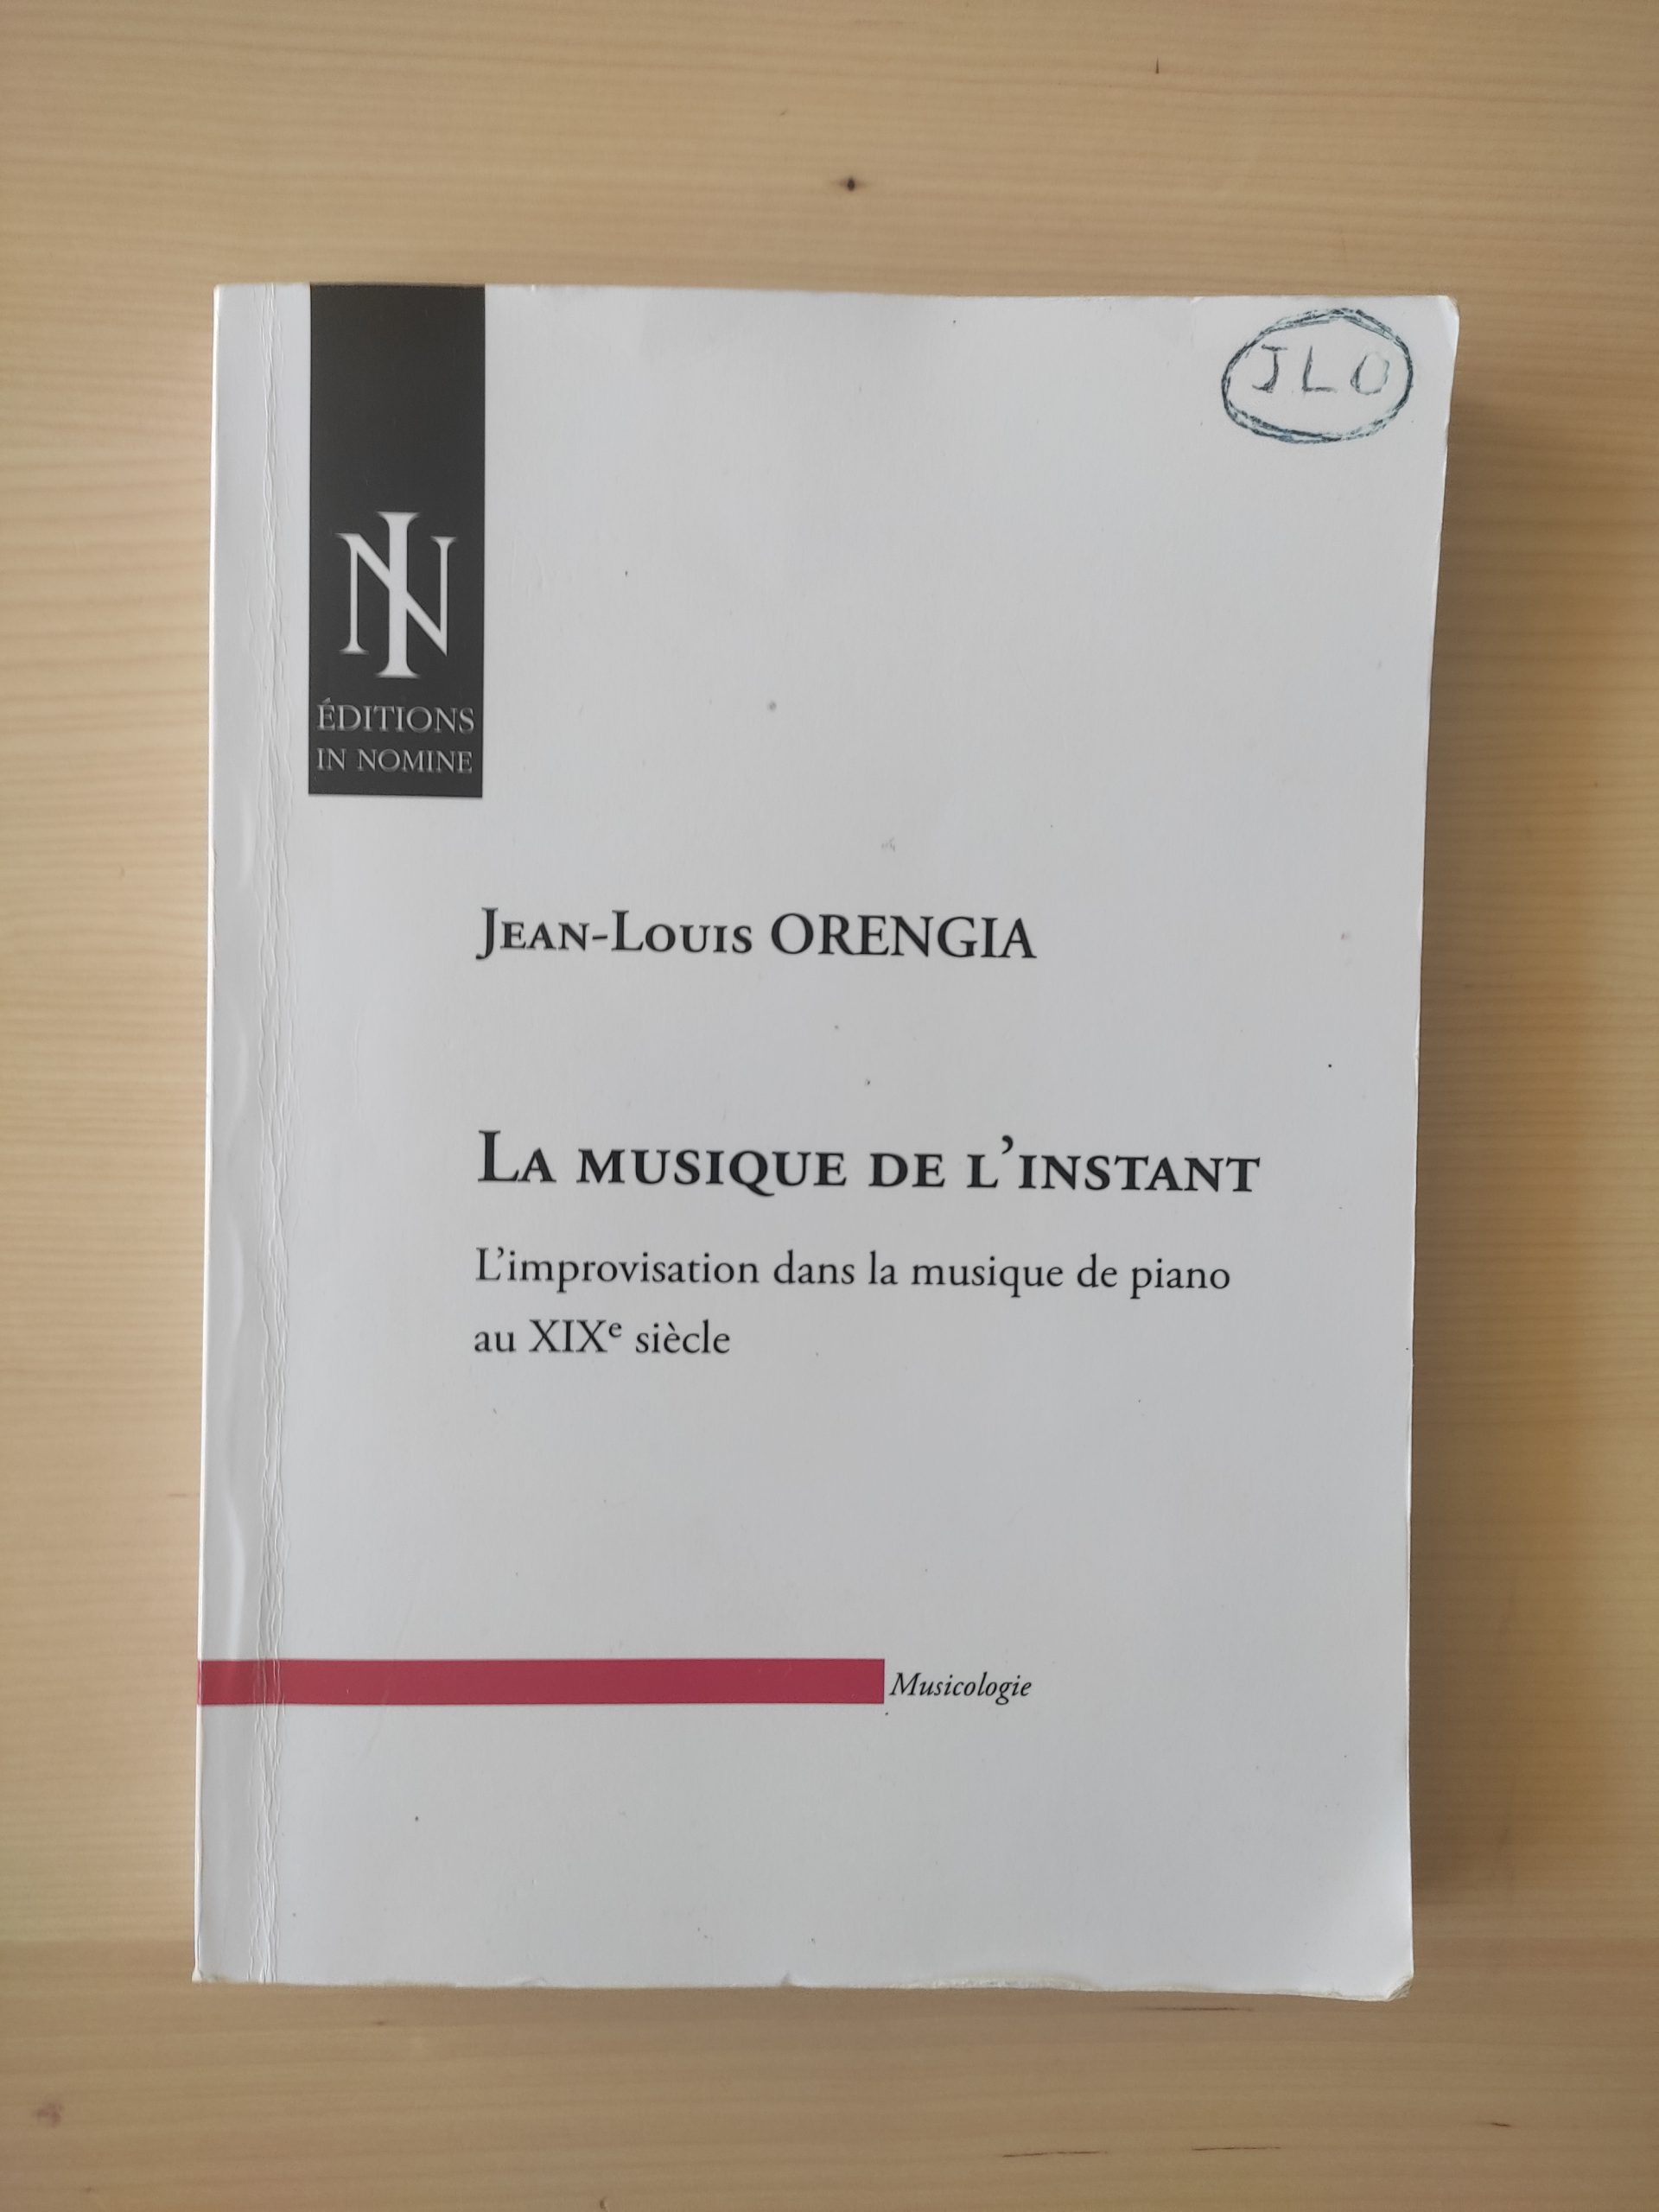 JLO
IN
ÉDITIONS
IN NOMINE
JEAN-LOUIS ORENGIA
LA MUSIQUE DE L’INSTANT
L’improvisation dans la musique de piano
au XIXe siècle
Musicologie